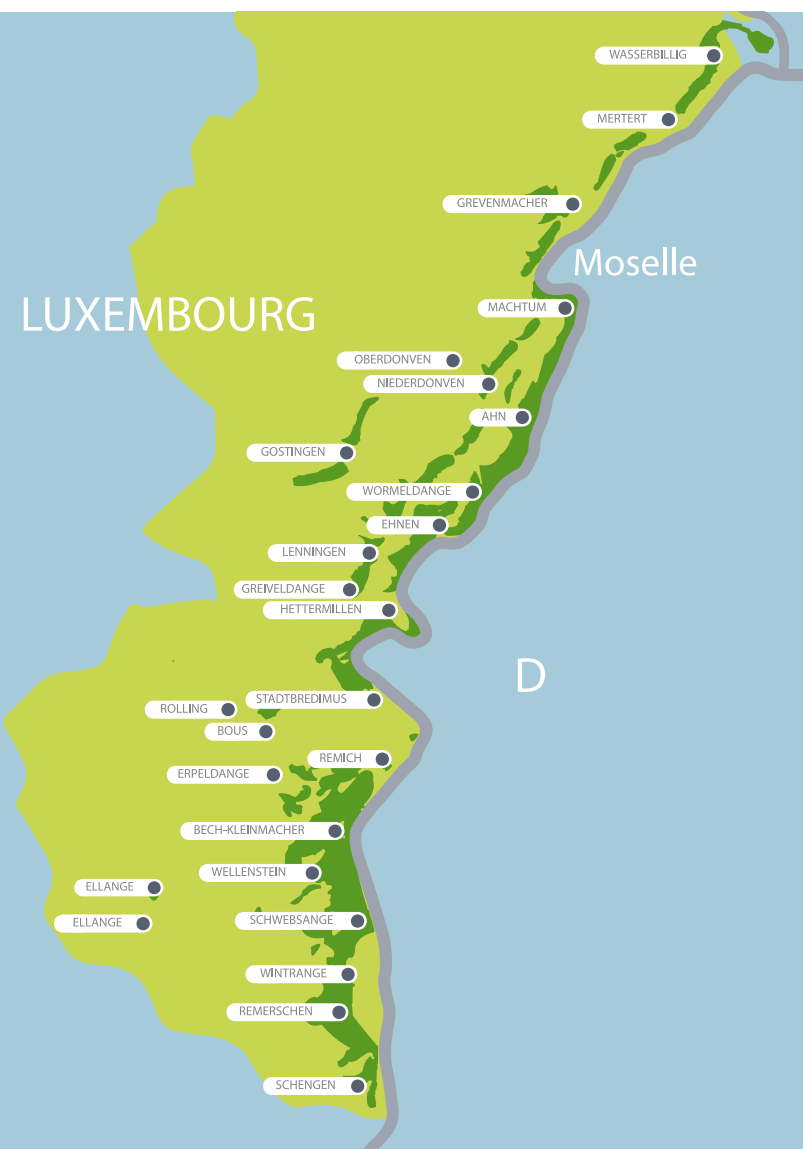 WASSERBILLIG
MERTERT
GREVENMACHER
Moselle
LUXEMBOURG
MACHTUM
OBERDONVEN
NIEDERDONVEN
AHN
GOSTINGEN
WORMELDANGE
EHNEN
LENNINGEN
GREIVELDANGE
HETTERMILLEN
D
STADTBREDIMUS
ROLLING
BOUS
REMICH
ERPELDANGE
BECH-KLEINMACHER
WELLENSTEIN
ELLANGE
SCHWEBSANGE
ELLANGE
WINTRANGE
REMERSCHEN
SCHENGEN